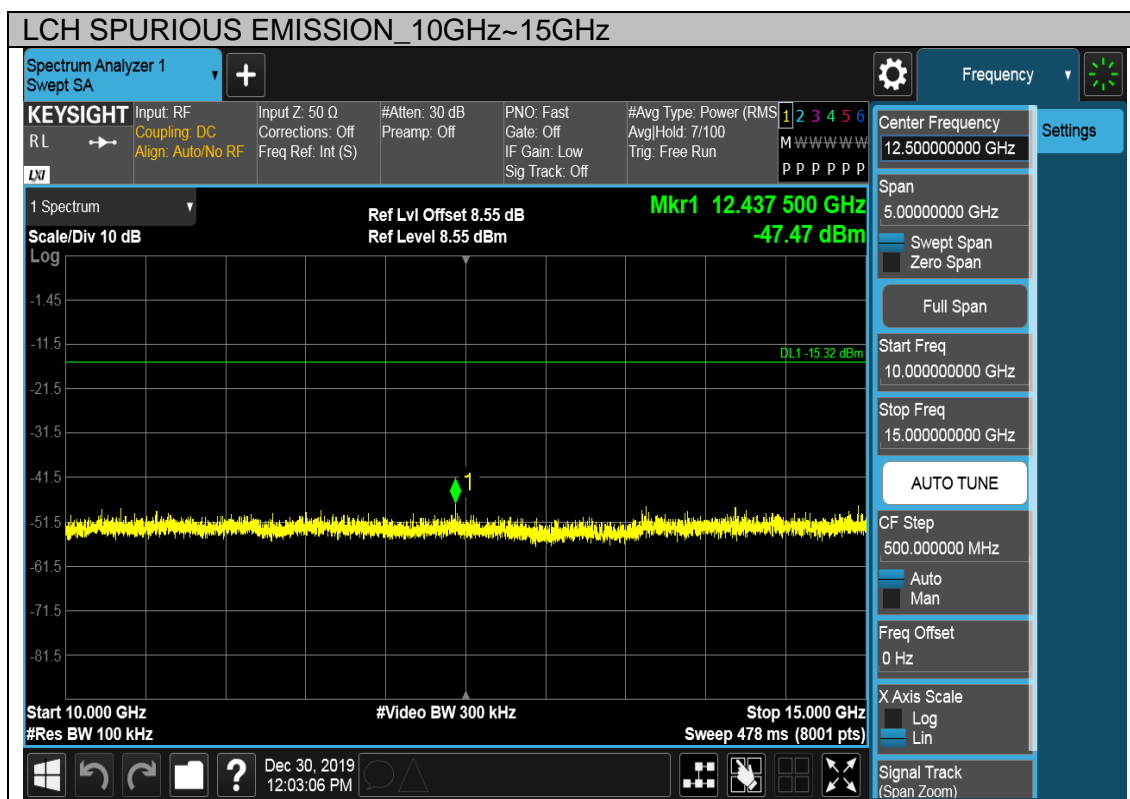 LCH SPURIOUS EMISSION_10GHz~15GHz
Spectrum Analyzer 1
Swept SA
Frequency
KEYSIGHT
RL
LXI
Input: RF
Coupling: DC
Align: Auto/No RF
Input Z: 50 Ω
Corrections: Off
Freq Ref: Int (S)
#Atten: 30 dB
Preamp: Off
PNO: Fast
Gate: Off
IF Gain: Low
Sig Track: Off
#Avg Type: Power (RMS
Avg|Hold: 7/100
Trig: Free Run
1 2 3 4 5 6
M W W W W W
P P P P P P
1 Spectrum
Scale/Div 10 dB
Log
Ref Lvl Offset 8.55 dB
Ref Level 8.55 dBm
Mkr1 12.437 500 GHz
-47.47 dBm
-1.45
-11.5
DL1 -15.32 dBm
-21.5
-31.5
-41.5
1
-51.5
-61.5
-71.5
-81.5
Start 10.000 GHz
#Res BW 100 kHz
#Video BW 300 kHz
Stop 15.000 GHz
Sweep 478 ms (8001 pts)
Dec 30, 2019
12:03:06 PM
?
Center Frequency
12.500000000 GHz
Settings
Span
5.00000000 GHz
Swept Span
Zero Span
Full Span
Start Freq
10.000000000 GHz
Stop Freq
15.000000000 GHz
AUTO TUNE
CF Step
500.000000 MHz
Auto
Man
Freq Offset
0 Hz
X Axis Scale
Log
Lin
Signal Track
(Span Zoom)